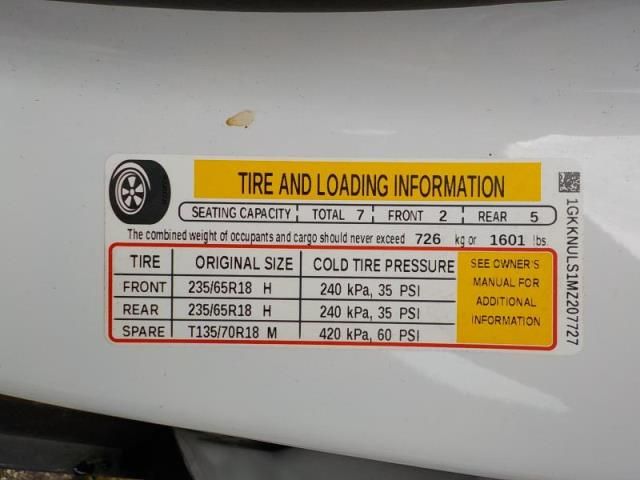 TIRE AND LOADING INFORMATION
SEATING CAPACITY TOTAL 7 FRONT 2 REAR 5
The combined weight of occupants and cargo should never exceed 726 kg or 1601 lbs
TIRE ORIGINAL SIZE COLD TIRE PRESSURE
FRONT 235/65R18 H 240 kPa, 35 PSI
REAR 235/65R18 H 240 kPa, 35 PSI
SPARE T135/70R18 M 420 kPa, 60 PSI
SEE OWNER'S
MANUAL FOR
ADDITIONAL
INFORMATION
1GKKNULS1MZ207727